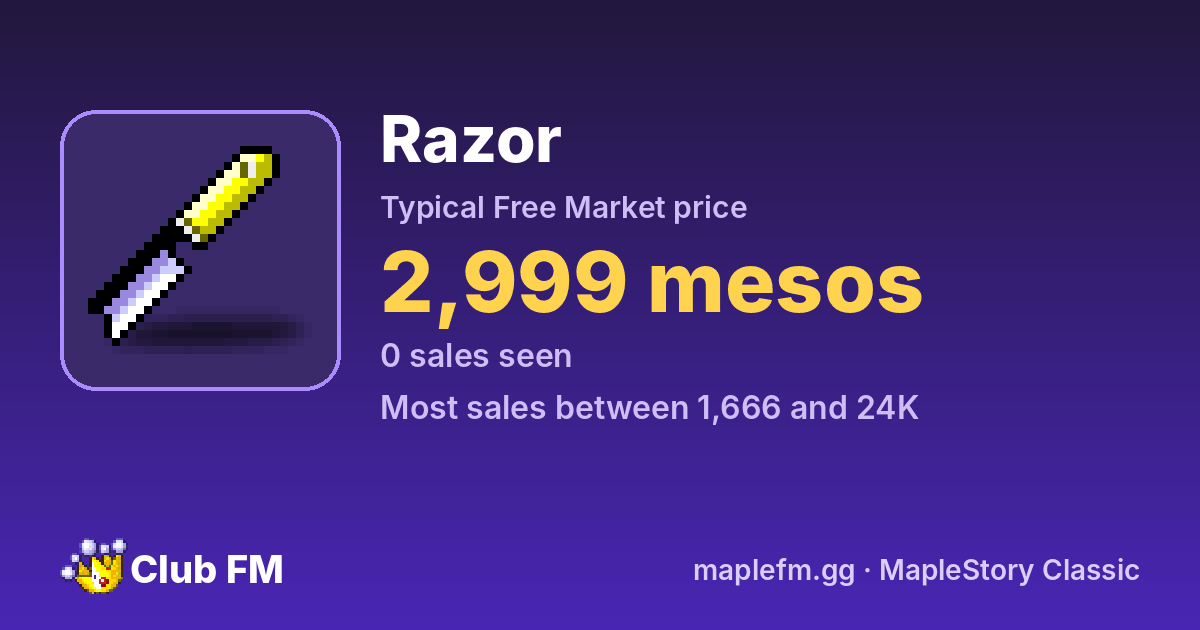 Razor
Typical Free Market price
2,999 mesos
0 sales seen
Most sales between 1,666 and 24K
Club FM
maplefm.gg · MapleStory Classic